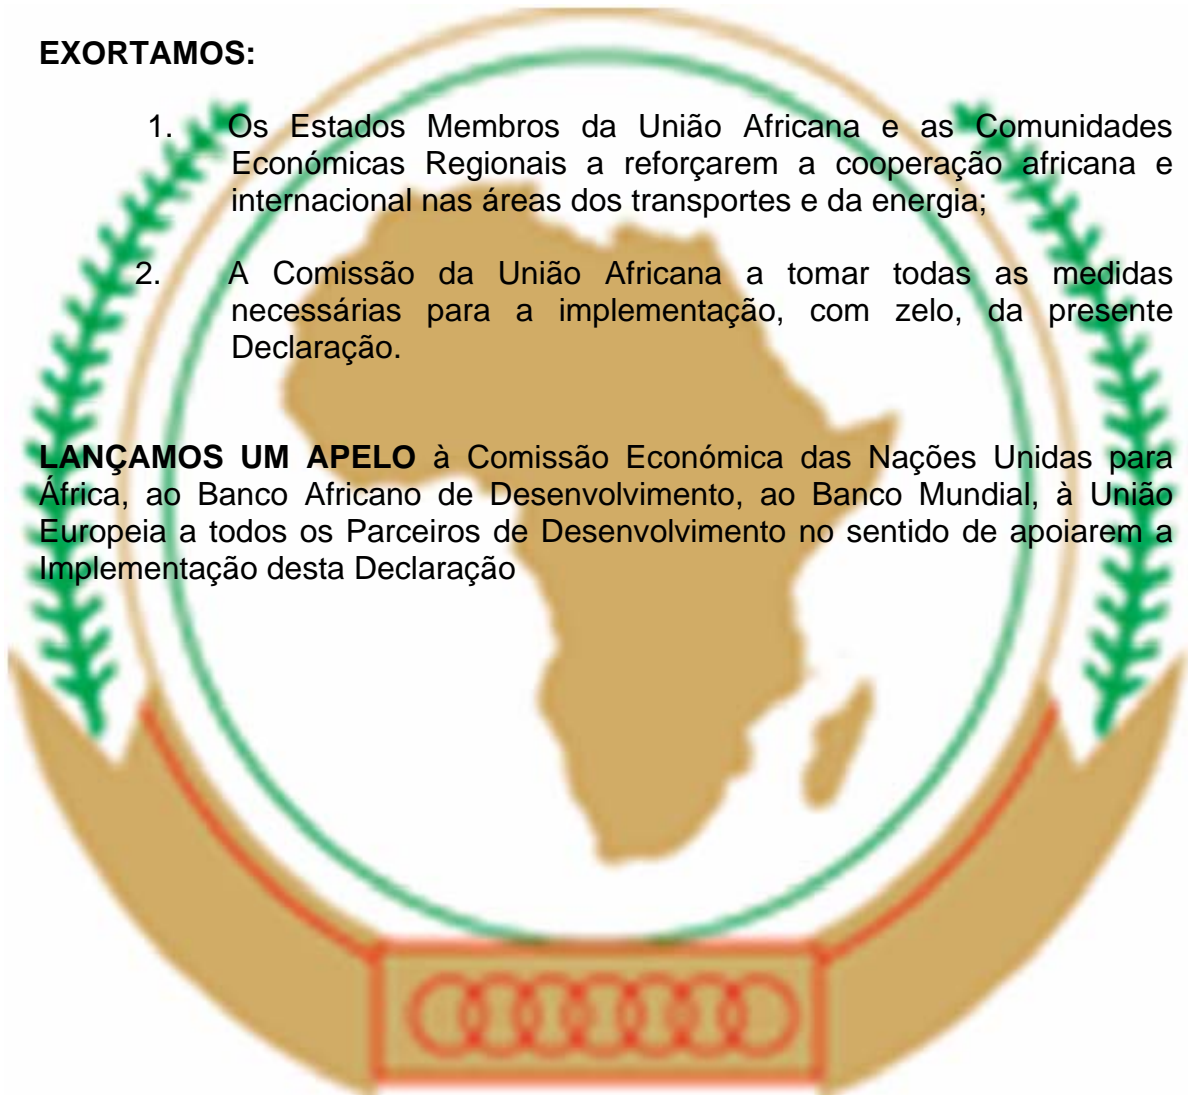 EXORTAMOS:
1. Os Estados Membros da União Africana e as Comunidades
Económicas Regionais a reforçarem a cooperação africana e
internacional nas áreas dos transportes e da energia;
2. A Comissão da União Africana a tomar todas as medidas
necessárias para a implementação, com zelo, da presente
Declaração.
LANÇAMOS UM APELO à Comissão Económica das Nações Unidas para
África, ao Banco Africano de Desenvolvimento, ao Banco Mundial, à União
Europeia a todos os Parceiros de Desenvolvimento no sentido de apoiarem a
Implementação desta Declaração